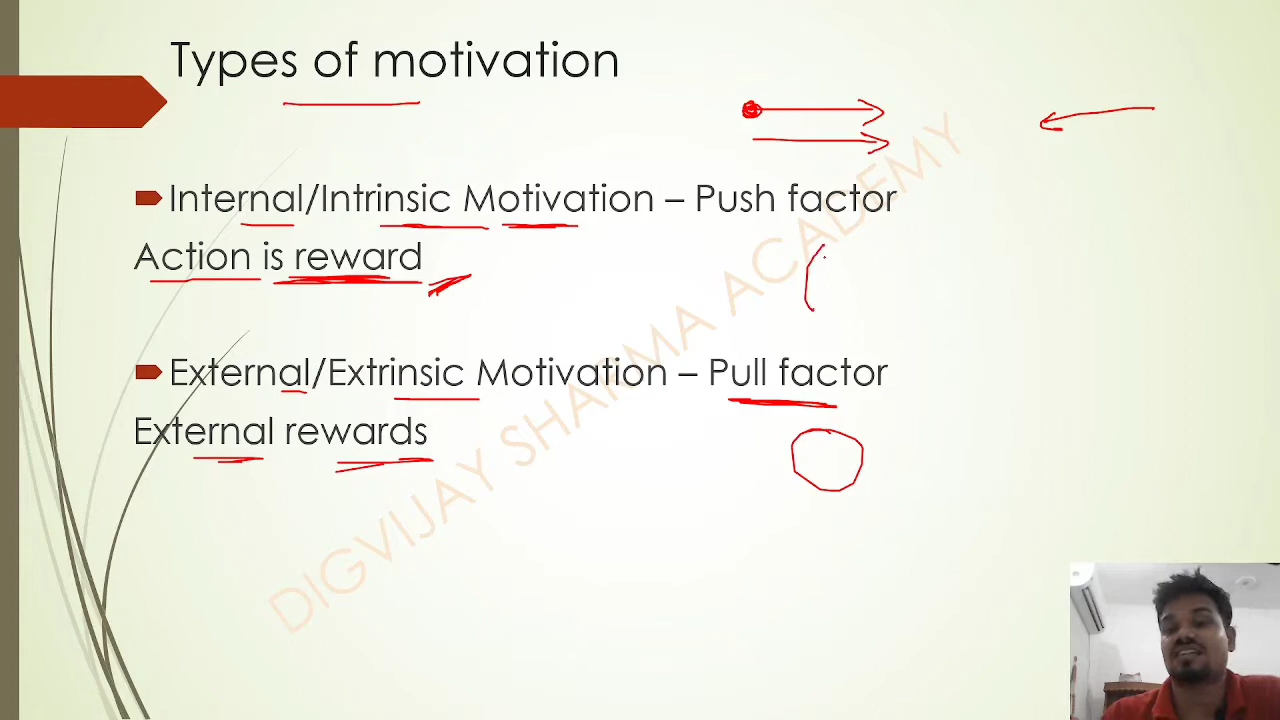 Types of motivation
Internal/Intrinsic Motivation – Push factor
Action is reward
External/Extrinsic Motivation – Pull factor
External rewards
DIGVIJAY SHARMA ACADEMY